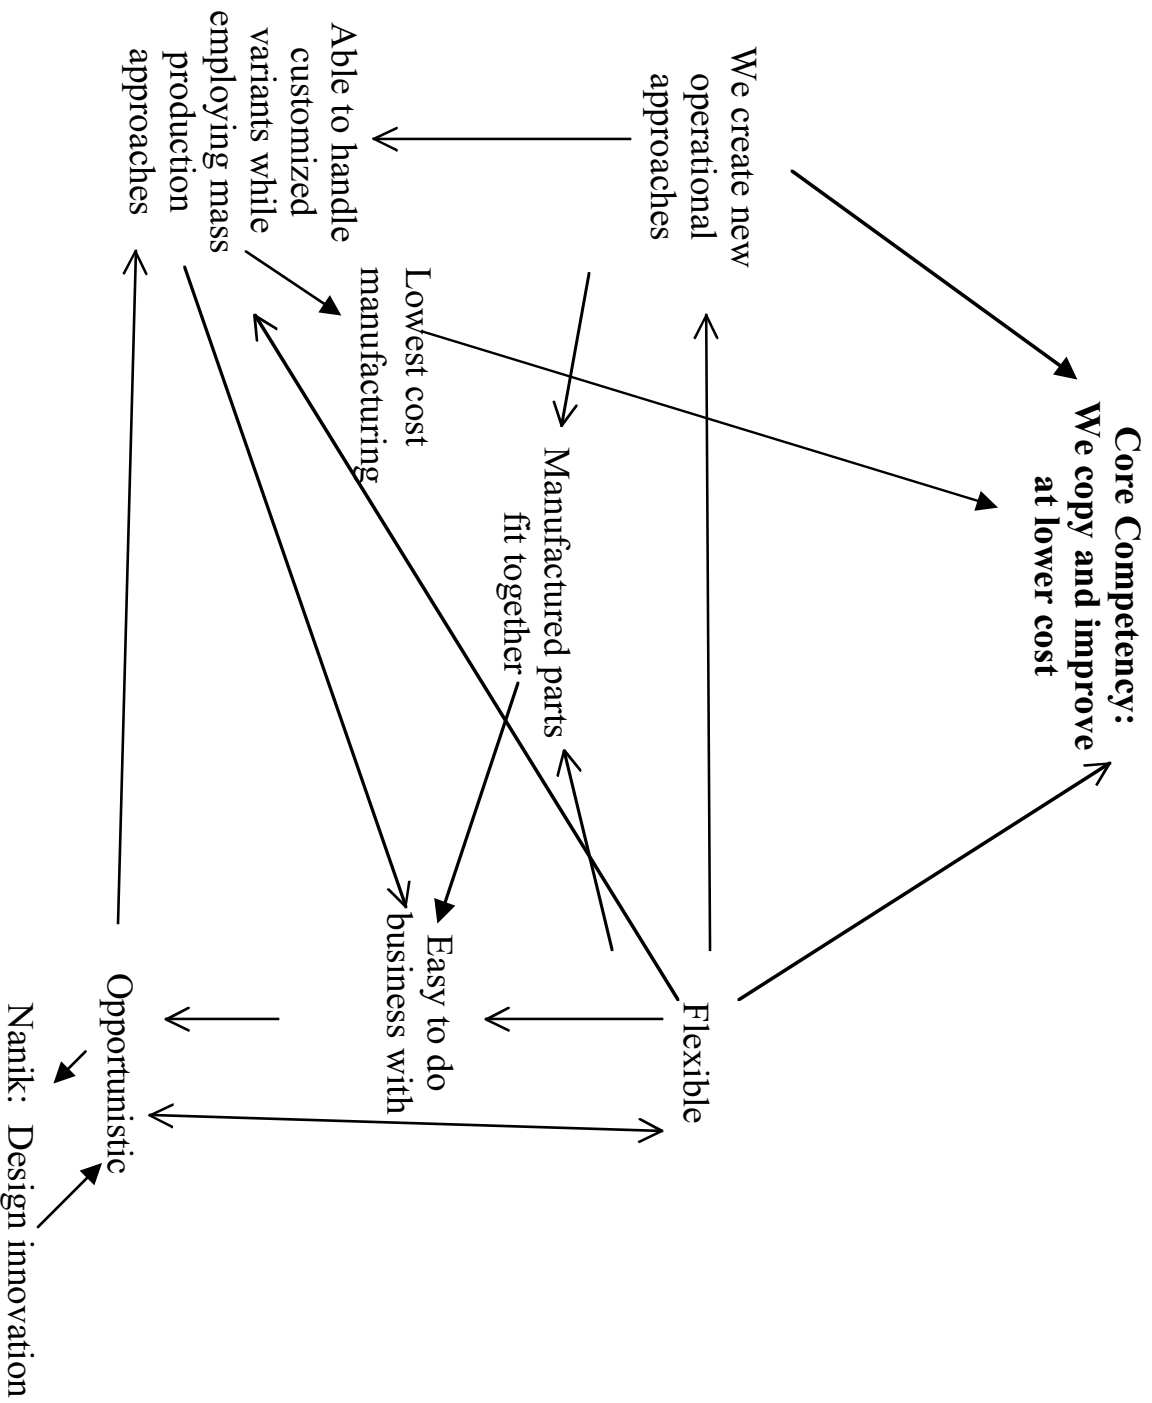 Core Competency:
We copy and improve
at lower cost
We create new
operational
approaches
Flexible
Manufactured parts
fit together
Lowest cost
manufacturing
Easy to do
business with
Able to handle
customized
variants while
employing mass
production
approaches
Opportunistic
Nanik:  Design innovation